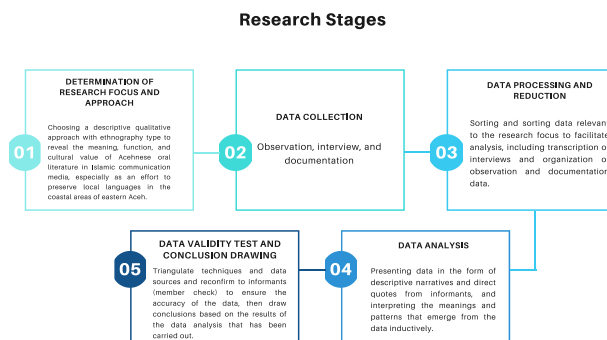 Research Stages
DETERMINATION OF
RESEARCH FOCUS AND
APPROACH
01
Choosing a descriptive qualitative
approach with ethnography type to
reveal the meaning, function, and
cultural value of Acehnese oral
literature in Islamic communication
media, especially as an effort to
preserve local languages in the
coastal areas of eastern Aceh.
02
DATA COLLECTION
Observation, interview, and
documentation
03
DATA PROCESSING AND
REDUCTION
Sorting and sorting data relevan
to the research focus to facilitate
analysis, including transcription o
interviews and organization o
observation and documentation
data.
04
DATA ANALYSIS
Presenting data in the form of
descriptive narratives and direct
quotes from informants, and
interpreting the meanings and
patterns that emerge from the
data inductively.
05
DATA VALIDITY TEST AND
CONCLUSION DRAWING
Triangulate techniques and data
sources and reconfirm to informants
(member check) to ensure the
accuracy of the data, then draw
conclusions based on the results of
the data analysis that has been
carried out.